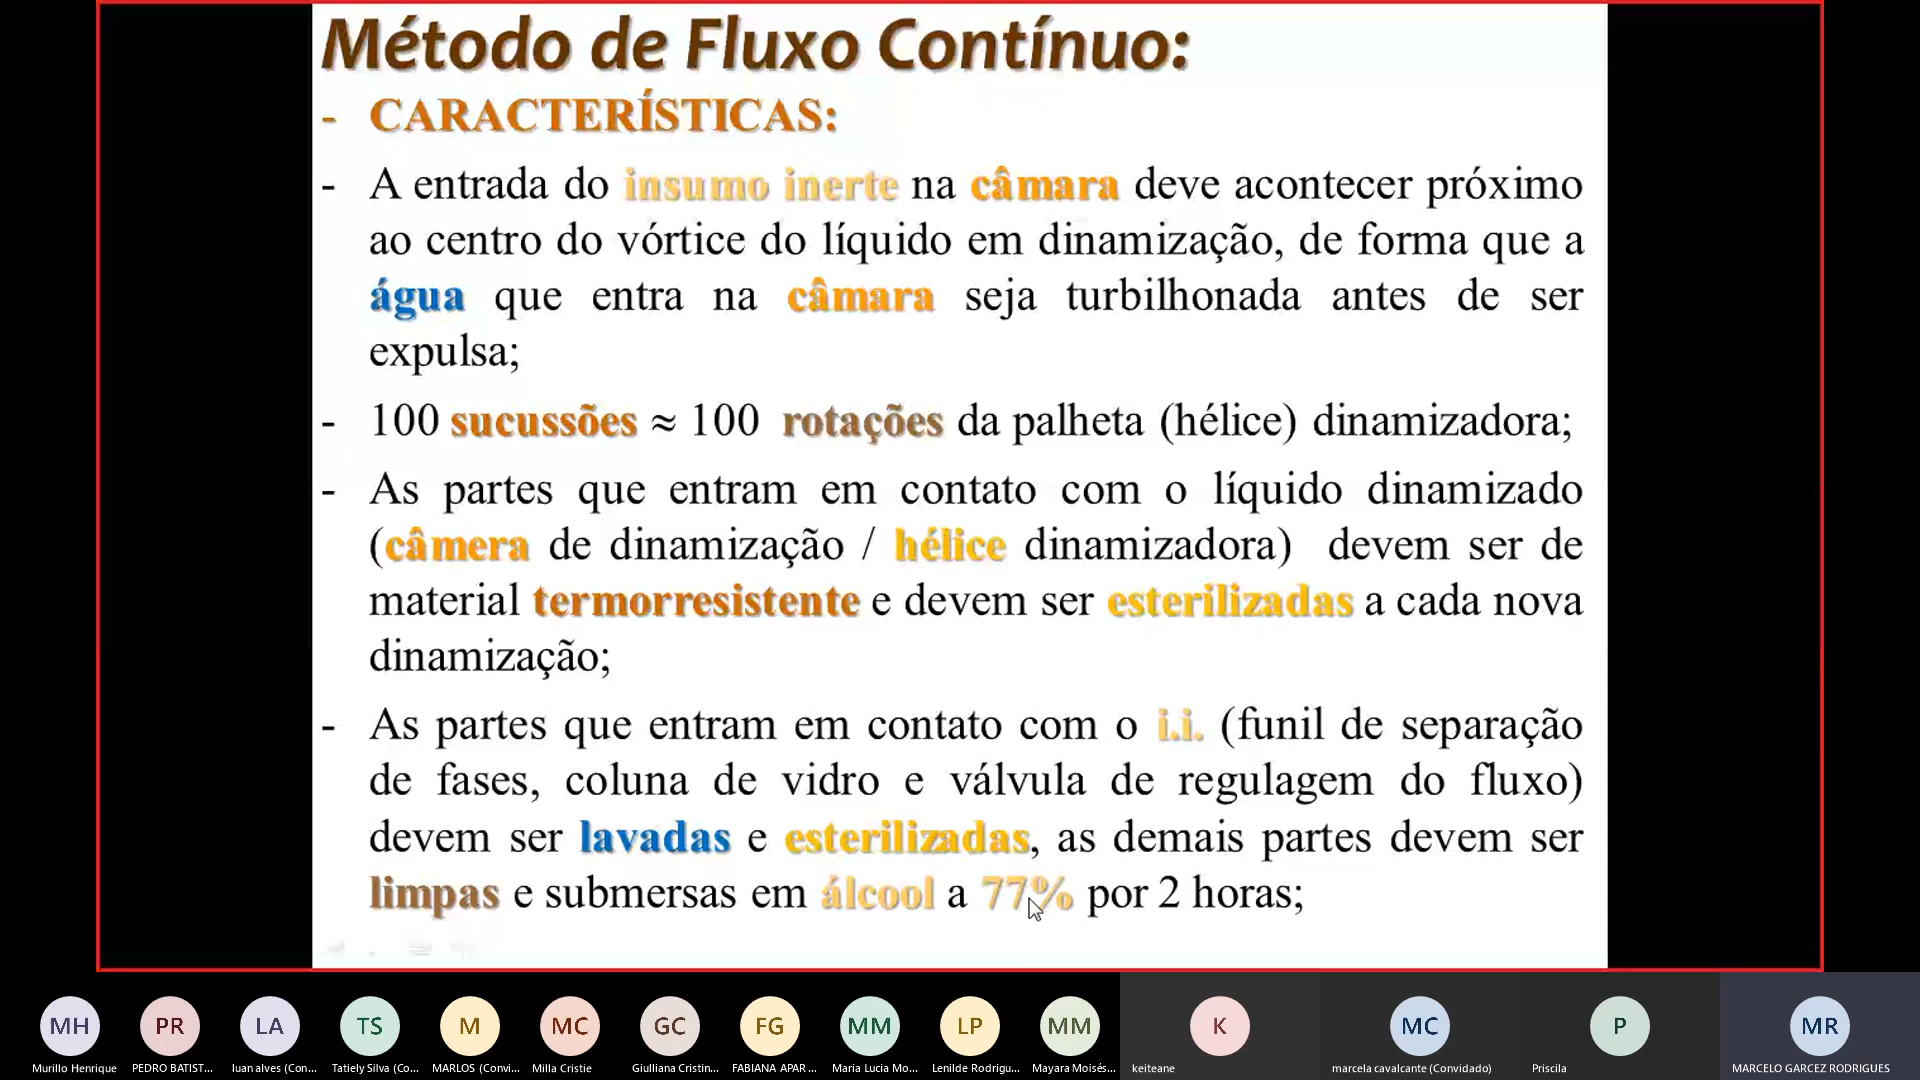 Método de Fluxo Contínuo:
- CARACTERÍSTICAS:
- A entrada do insumo inerte na câmara deve acontecer próximo
ao centro do vórtice do líquido em dinamização, de forma que a
água que entra na câmara seja turbilhonada antes de ser
expulsa;
- 100 sucussões ≈ 100 rotações da palheta (hélice) dinamizadora;
- As partes que entram em contato com o líquido dinamizado
(câmera de dinamização / hélice dinamizadora) devem ser de
material termorresistente e devem ser esterilizadas a cada nova
dinamização;
- As partes que entram em contato com o i.i. (funil de separação
de fases, coluna de vidro e válvula de regulagem do fluxo)
devem ser lavadas e esterilizadas, as demais partes devem ser
limpas e submersas em álcool a 77% por 2 horas;
MH PR LA TS M MC GC FG MM LP MM K MC P MR
Murillo Henrique PEDRO BATIST... luan alves (Con... Tatiely Silva (Co... MARLOS (Convi... Milla Cristie Giulliana Cristin... FABIANA APAR ... Maria Lucia Mo... Lenilde Rodrigu... Mayara Moisés... keiteane marcela cavalcante (Convidado) Priscila MARCELO GARCEZ RODRIGUES